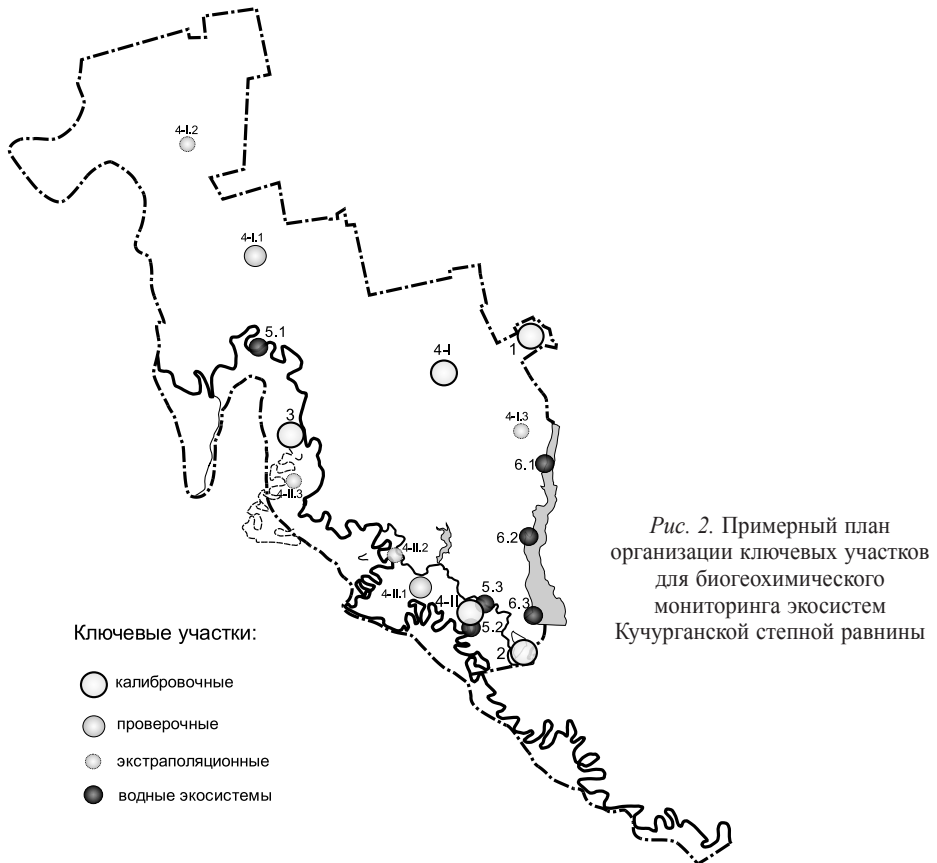 4-I.2
4-I.1
5.1
1
4-I
3
4-I.3
6.1
4-II.3
6.2
4-II.2
4-II.1
5.3
4-II
6.3
5.2
2
Рис. 2. Примерный план
организации ключевых участков
для биогеохимического
мониторинга экосистем
Кучурганской степной равнины
Ключевые участки:
калибровочные
проверочные
экстраполяционные
водные экосистемы